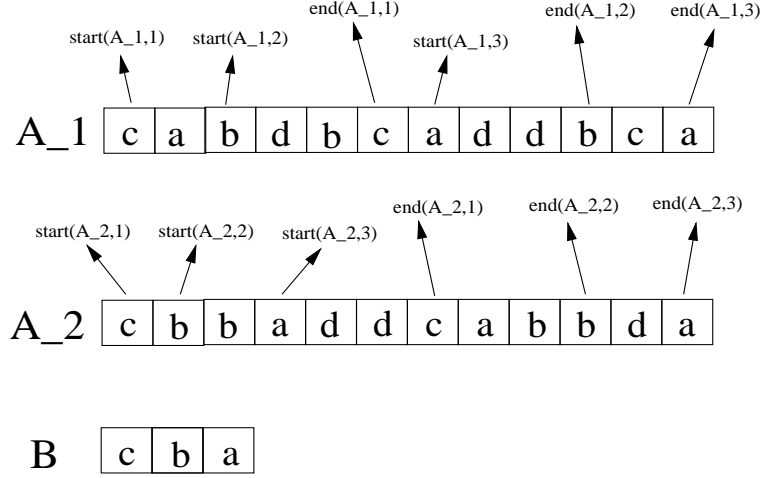 end(A_1,1) end(A_1,2) end(A_1,3)
start(A_1,1) start(A_1,2) start(A_1,3)
A_1 c a b d b c a d d b c a
end(A_2,1) end(A_2,2) end(A_2,3)
start(A_2,1) start(A_2,2) start(A_2,3)
A_2 c b b a d d c a b b d a
B c b a